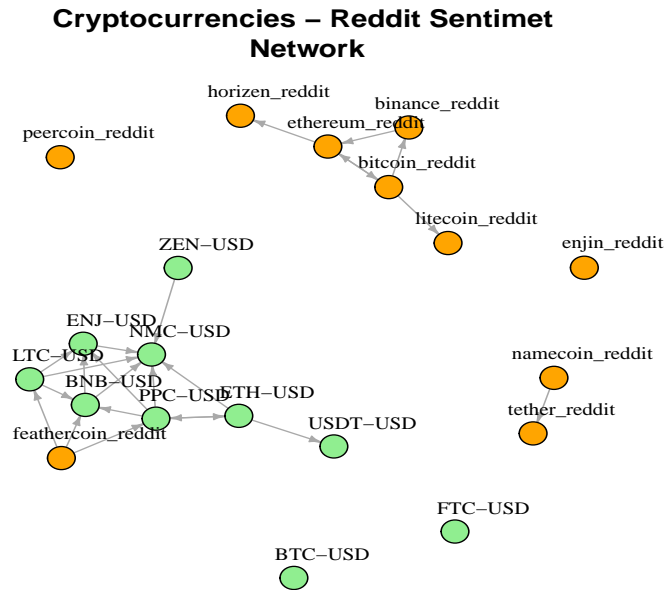 Cryptocurrencies − Reddit Sentimet
Network
horizen_reddit
binance_reddit
ethereum_reddit
peercoin_reddit
bitcoin_reddit
litecoin_reddit
ZEN−USD
enjin_reddit
ENJ−USD
NMC−USD
LTC−USD
namecoin_reddit
BNB−USD
PPC−USD
ETH−USD
tether_reddit
USDT−USD
feathercoin_reddit
FTC−USD
BTC−USD